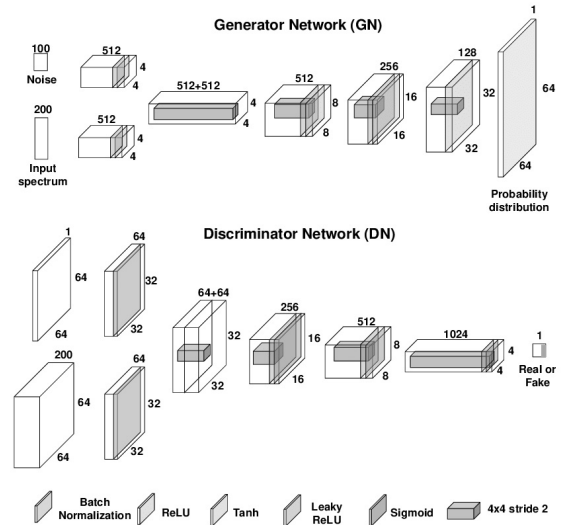 Generator Network (GN)
100
Noise
512
4
4
200
Input
spectrum
512
4
4
512+512
4
4
512
8
8
256
16
16
128
32
32
1
64
64
Probability
distribution
Discriminator Network (DN)
1
64
64
64
32
32
200
64
64
64
32
32
64+64
32
32
256
16
16
512
8
8
1024
4
4
1
Real or
Fake
Batch
Normalization
ReLU
Tanh
Leaky
ReLU
Sigmoid
4x4 stride 2